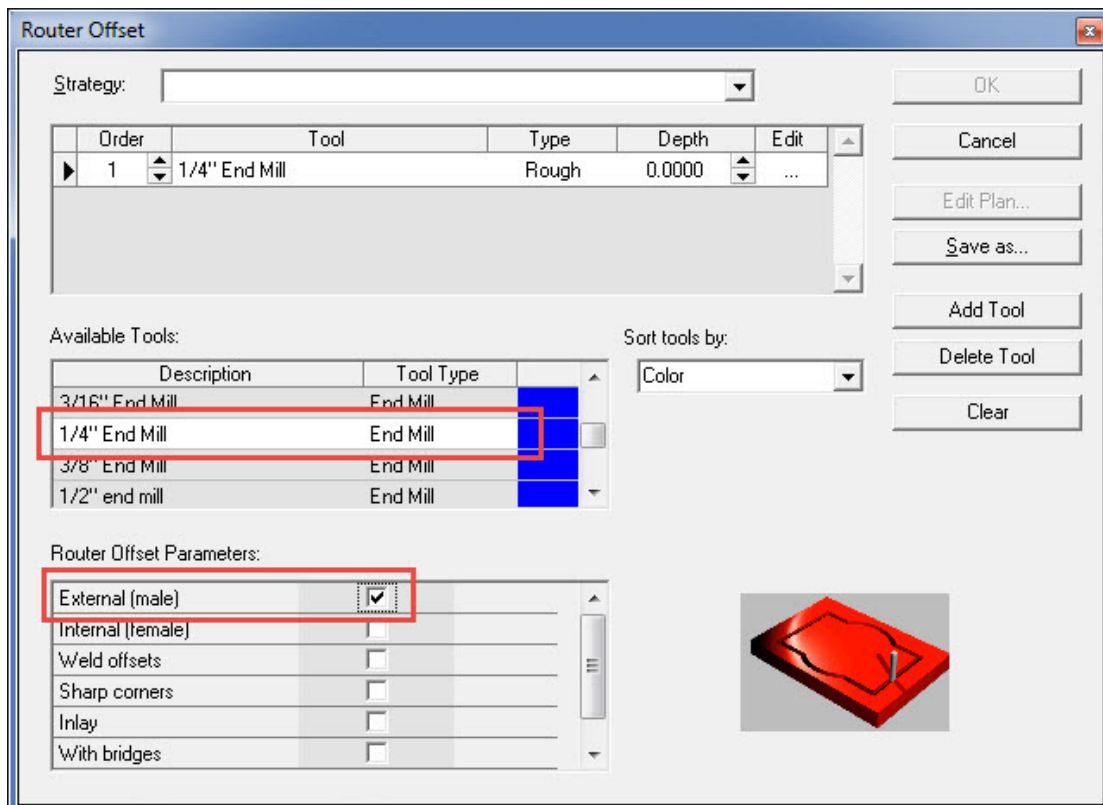 Router Offset
Strategy:
OK
Order Tool Type Depth Edit
Cancel
1 1/4" End Mill Rough 0.0000 ...
Edit Plan...
Save as...
Add Tool
Available Tools:
Sort tools by:
Delete Tool
Description Tool Type
Color
3/16" End Mill End Mill
Clear
1/4" End Mill End Mill
3/8" End Mill End Mill
1/2" end mill End Mill
Router Offset Parameters:
External (male)
Internal (female)
Weld offsets
Sharp corners
Inlay
With bridges